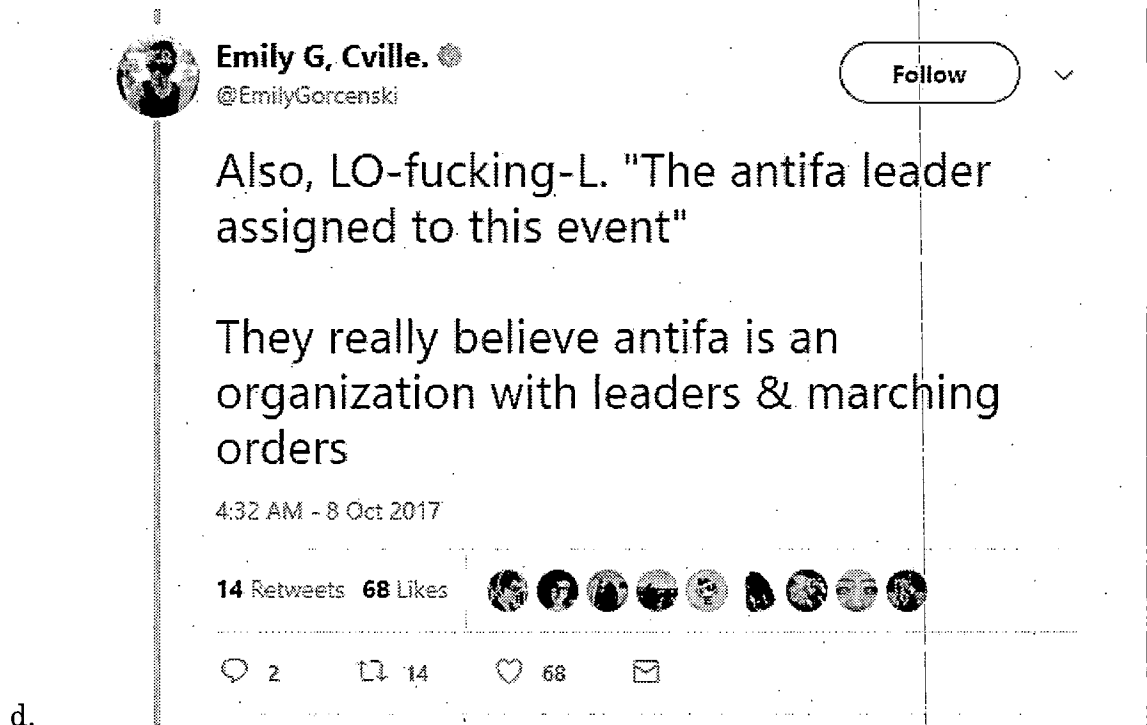 Emily G, Cville.
@EmilyGorcenski
Follow
Also, LO-fucking-L. "The antifa leader
assigned to this event"
They really believe antifa is an
organization with leaders & marching
orders
4:32 AM - 8 Oct 2017
14 Retweets 68 Likes
2 14 68
d.